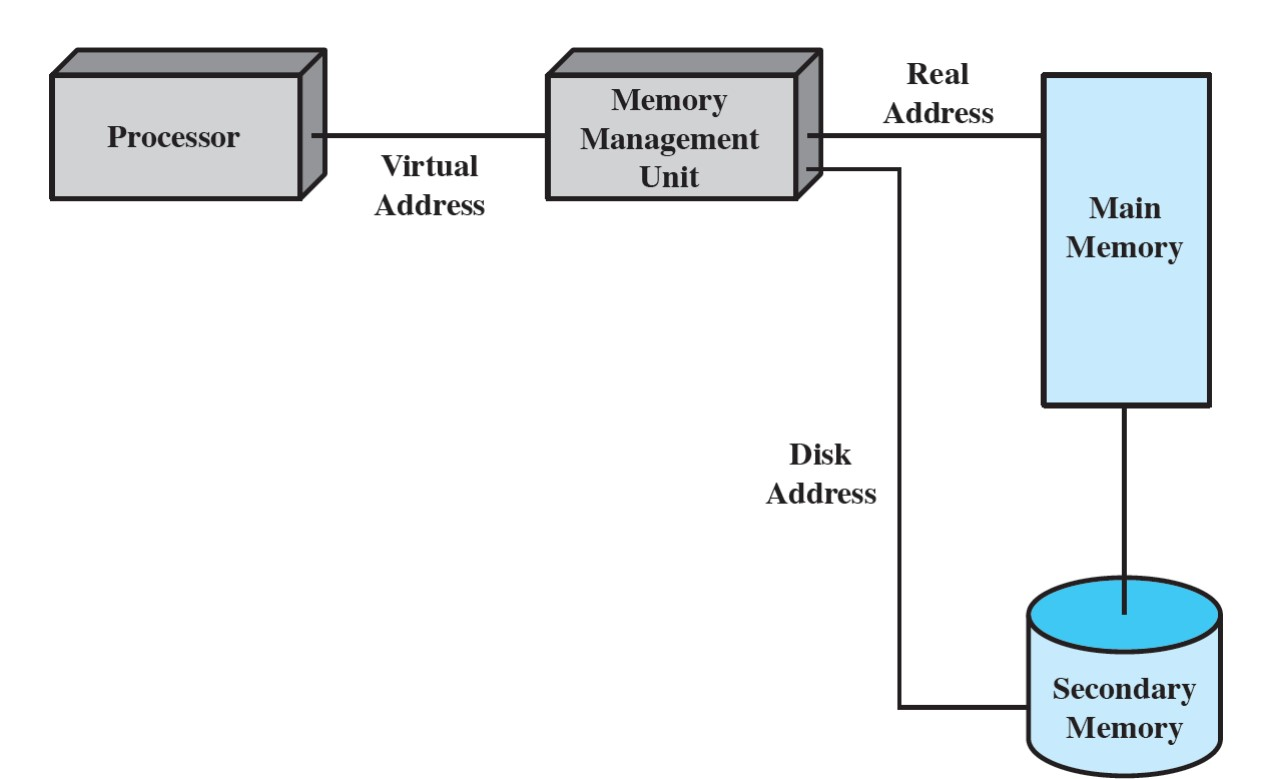 Processor
Virtual
Address
Memory
Management
Unit
Real
Address
Main
Memory
Disk
Address
Secondary
Memory